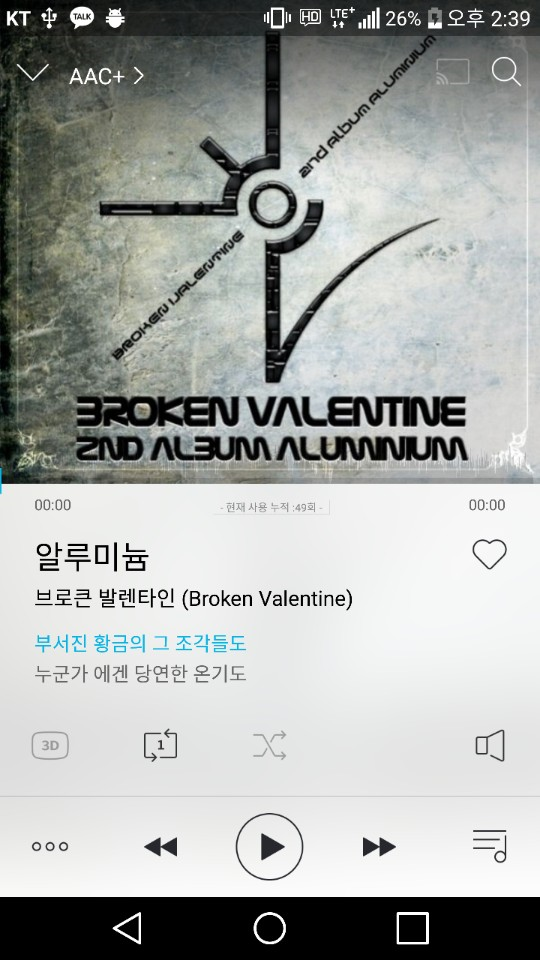 KT TALK HD LTE+ 26% 오후 2:39
AAC+
2nd Album ALUMINIUM
BROKEN VALENTINE
BROKEN VALENTINE
2ND ALBUM ALUMINIUM
00:00 - 현재 사용 누적 :49회 - 00:00
알루미늄
브로큰 발렌타인 (Broken Valentine)
부서진 황금의 그 조각들도
누군가 에겐 당연한 온기도
3D 1